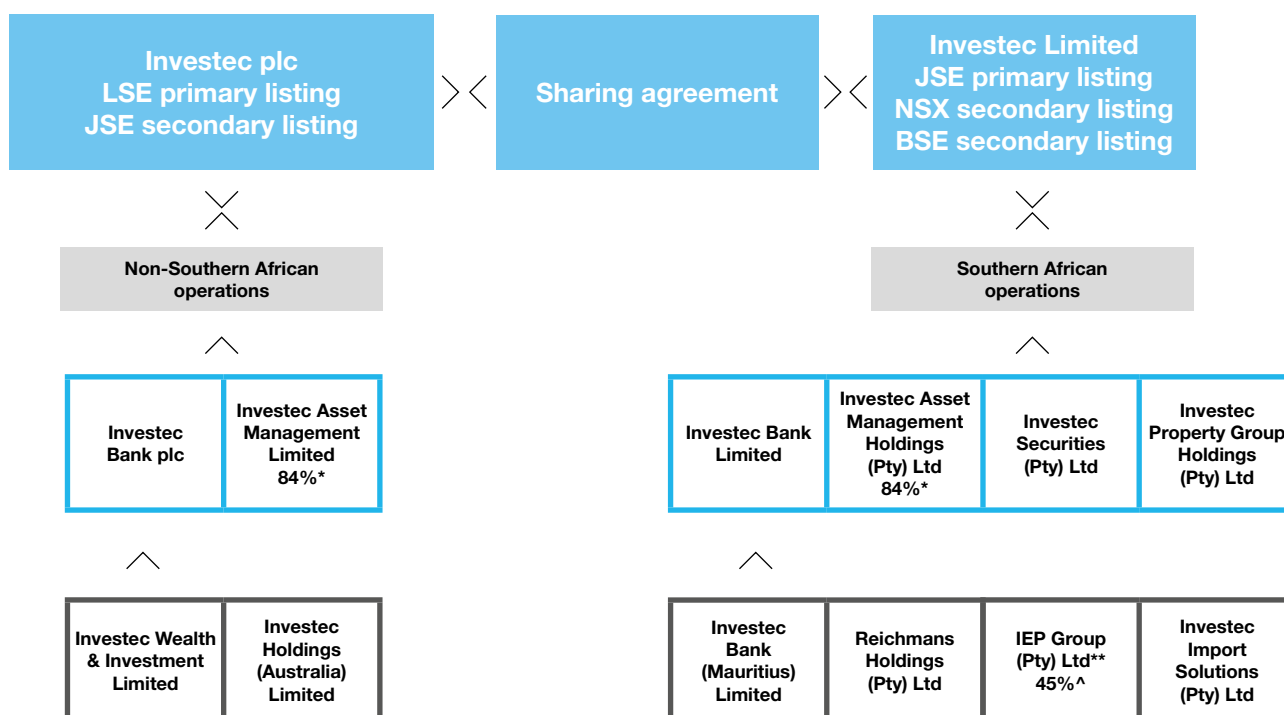 Investec plc
LSE primary listing
JSE secondary listing
Sharing agreement
Investec Limited
JSE primary listing
NSX secondary listing
BSE secondary listing
Non-Southern African
operations
Southern African
operations
Investec
Bank plc
Investec Asset
Management
Limited
84%*
Investec Bank
Limited
Investec Asset
Management
Holdings
(Pty) Ltd
84%*
Investec
Securities
(Pty) Ltd
Investec
Property Group
Holdings
(Pty) Ltd
Investec Wealth
& Investment
Limited
Investec
Holdings
(Australia)
Limited
Investec
Bank
(Mauritius)
Limited
Reichmans
Holdings
(Pty) Ltd
IEP Group
(Pty) Ltd**
45%^
Investec
Import
Solutions
(Pty) Ltd